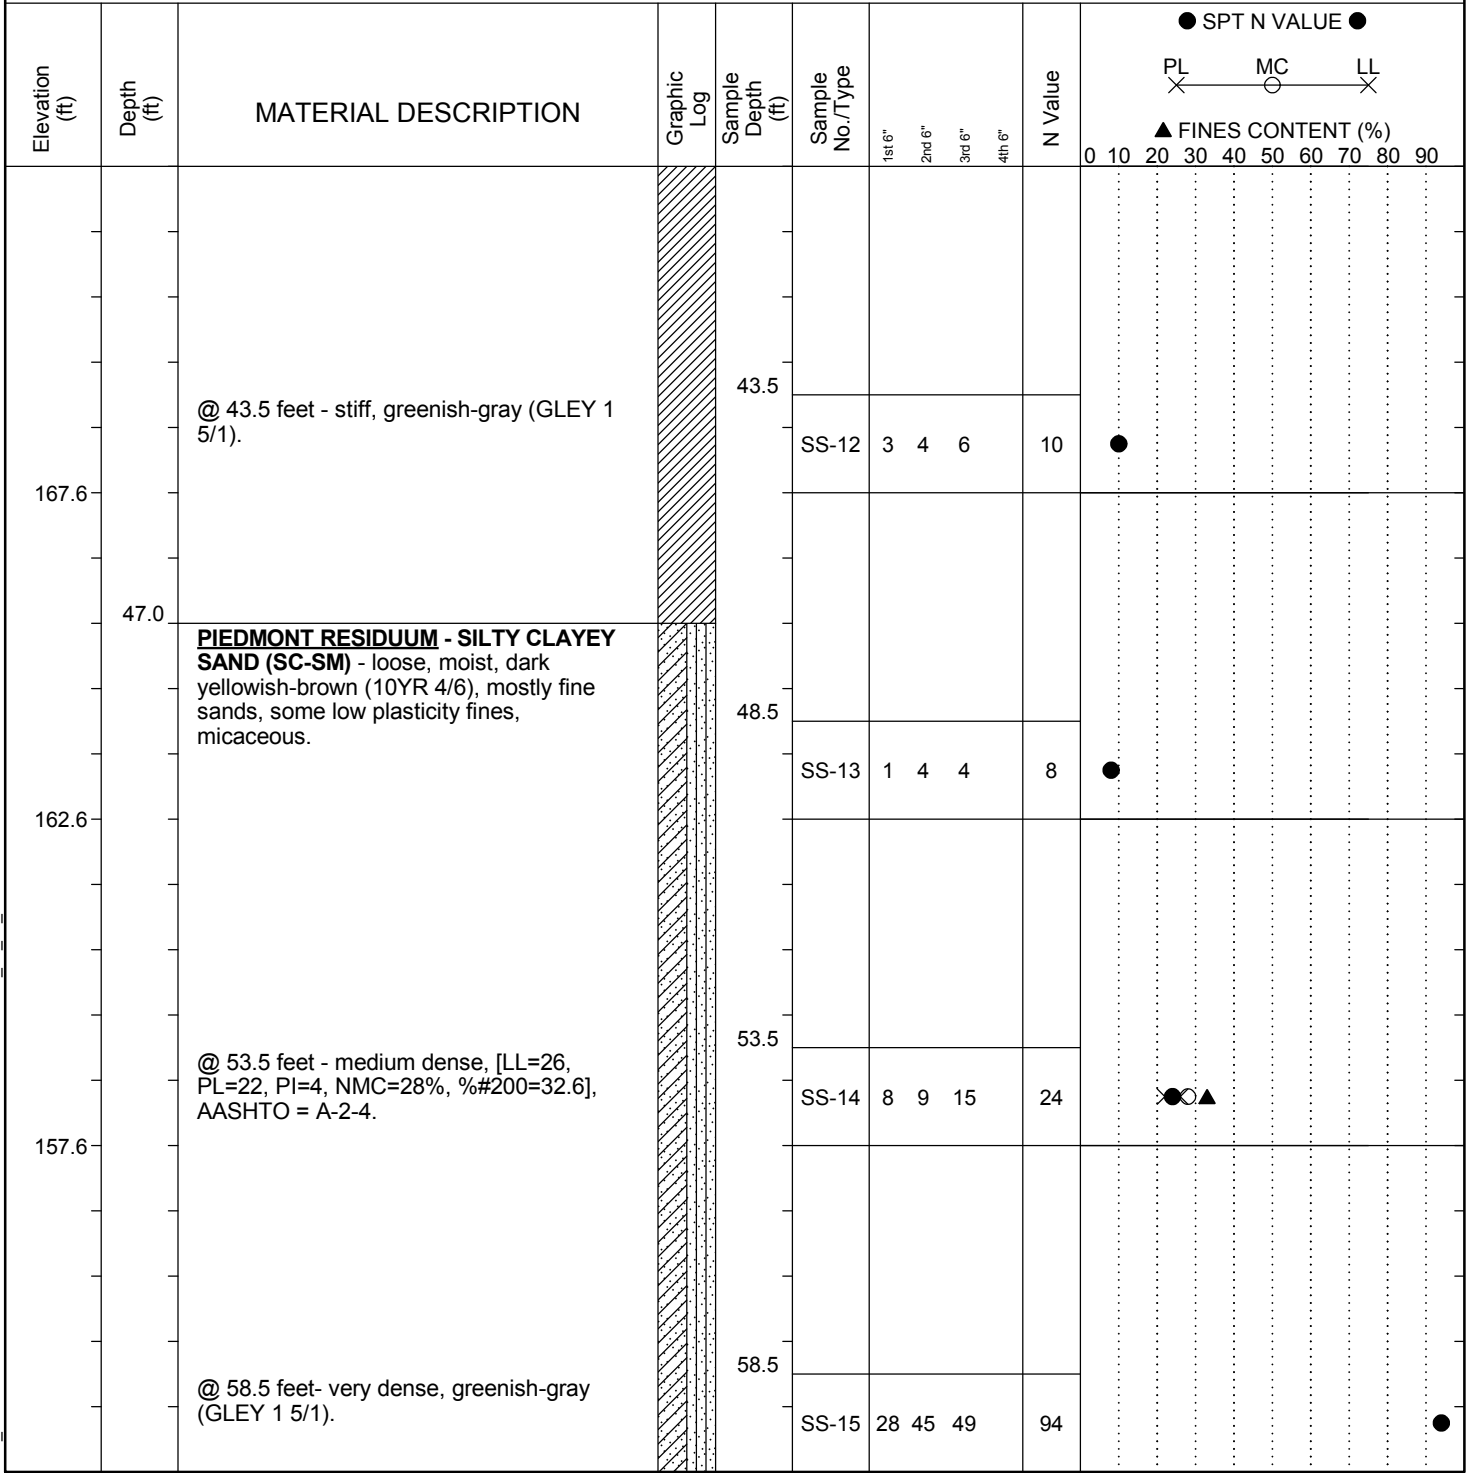 Elevation (ft)
Depth (ft)
MATERIAL DESCRIPTION
Graphic Log
Sample Depth (ft)
Sample No./Type
1st 6"
2nd 6"
3rd 6"
4th 6"
N Value
● SPT N VALUE ●
PL MC LL
▲ FINES CONTENT (%)
0 10 20 30 40 50 60 70 80 90
43.5
@ 43.5 feet - stiff, greenish-gray (GLEY 1
5/1).
SS-12 3 4 6 10
167.6
47.0
PIEDMONT RESIDUUM - SILTY CLAYEY
SAND (SC-SM) - loose, moist, dark
yellowish-brown (10YR 4/6), mostly fine
sands, some low plasticity fines,
micaceous.
48.5
SS-13 1 4 4 8
162.6
53.5
@ 53.5 feet - medium dense, [LL=26,
PL=22, PI=4, NMC=28%, %#200=32.6],
AASHTO = A-2-4.
SS-14 8 9 15 24
157.6
58.5
@ 58.5 feet- very dense, greenish-gray
(GLEY 1 5/1).
SS-15 28 45 49 94